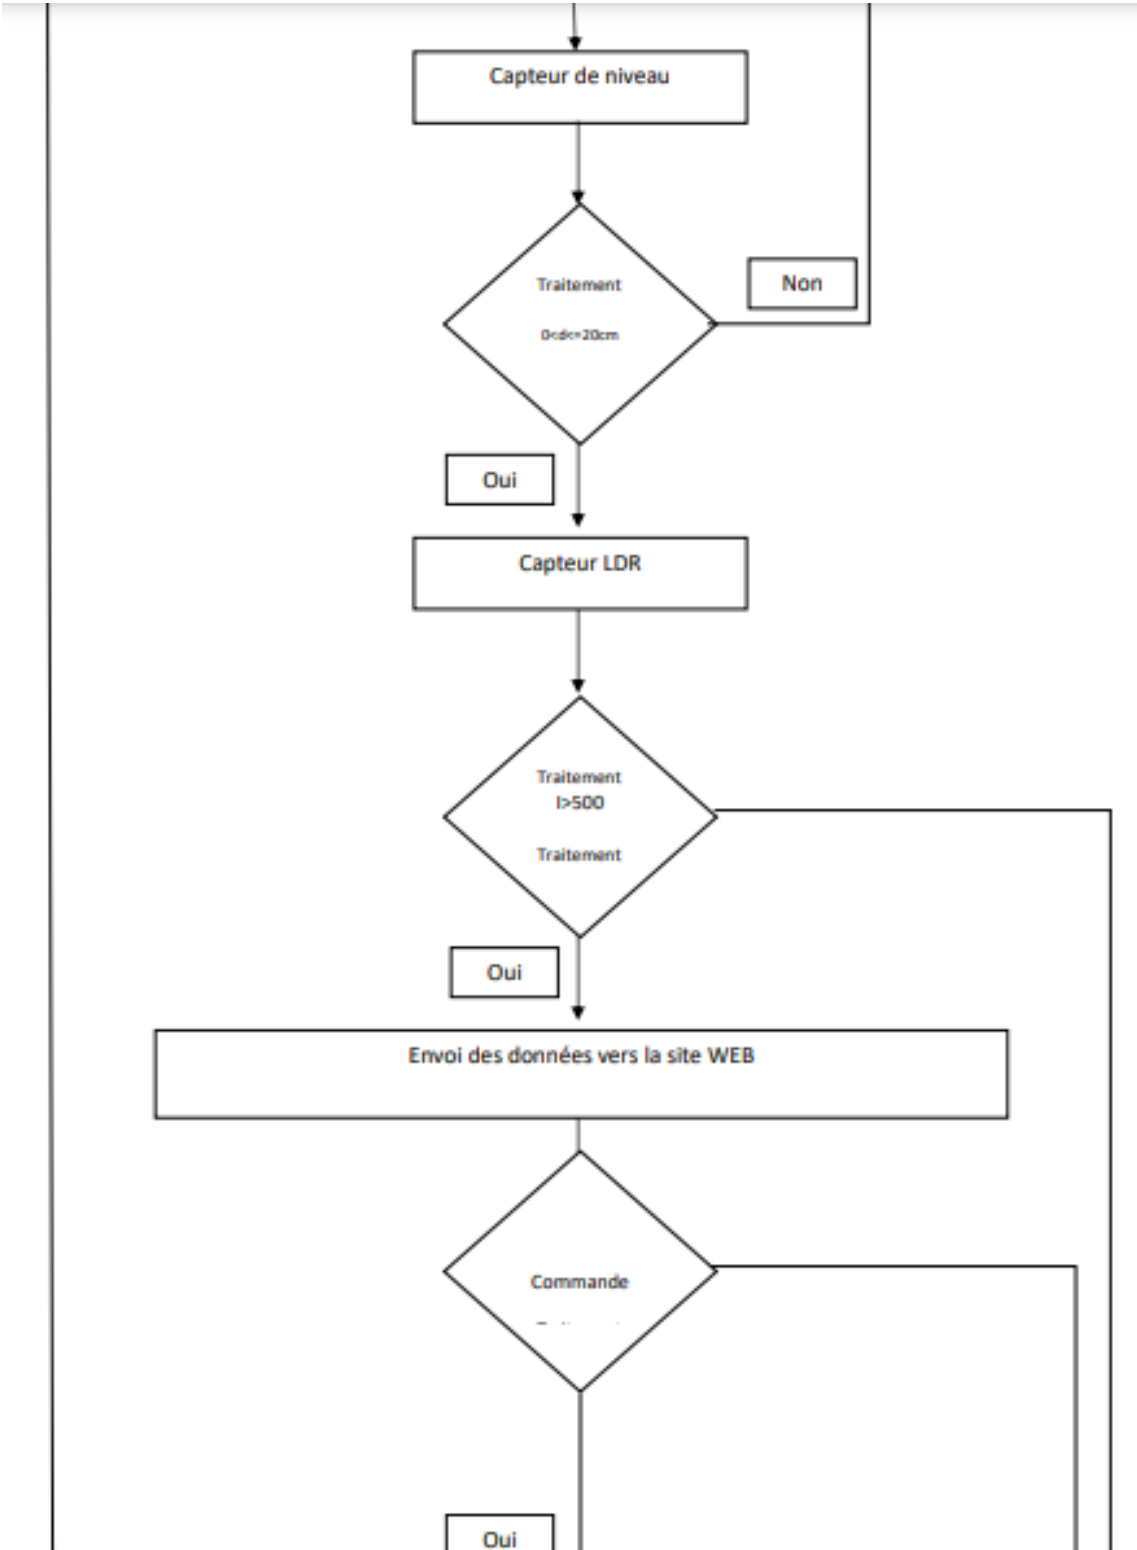 Capteur de niveau
Traitement
0<d<=20cm
Non
Oui
Capteur LDR
Traitement
I>500
Traitement
Oui
Envoi des données vers la site WEB
Commande
Oui